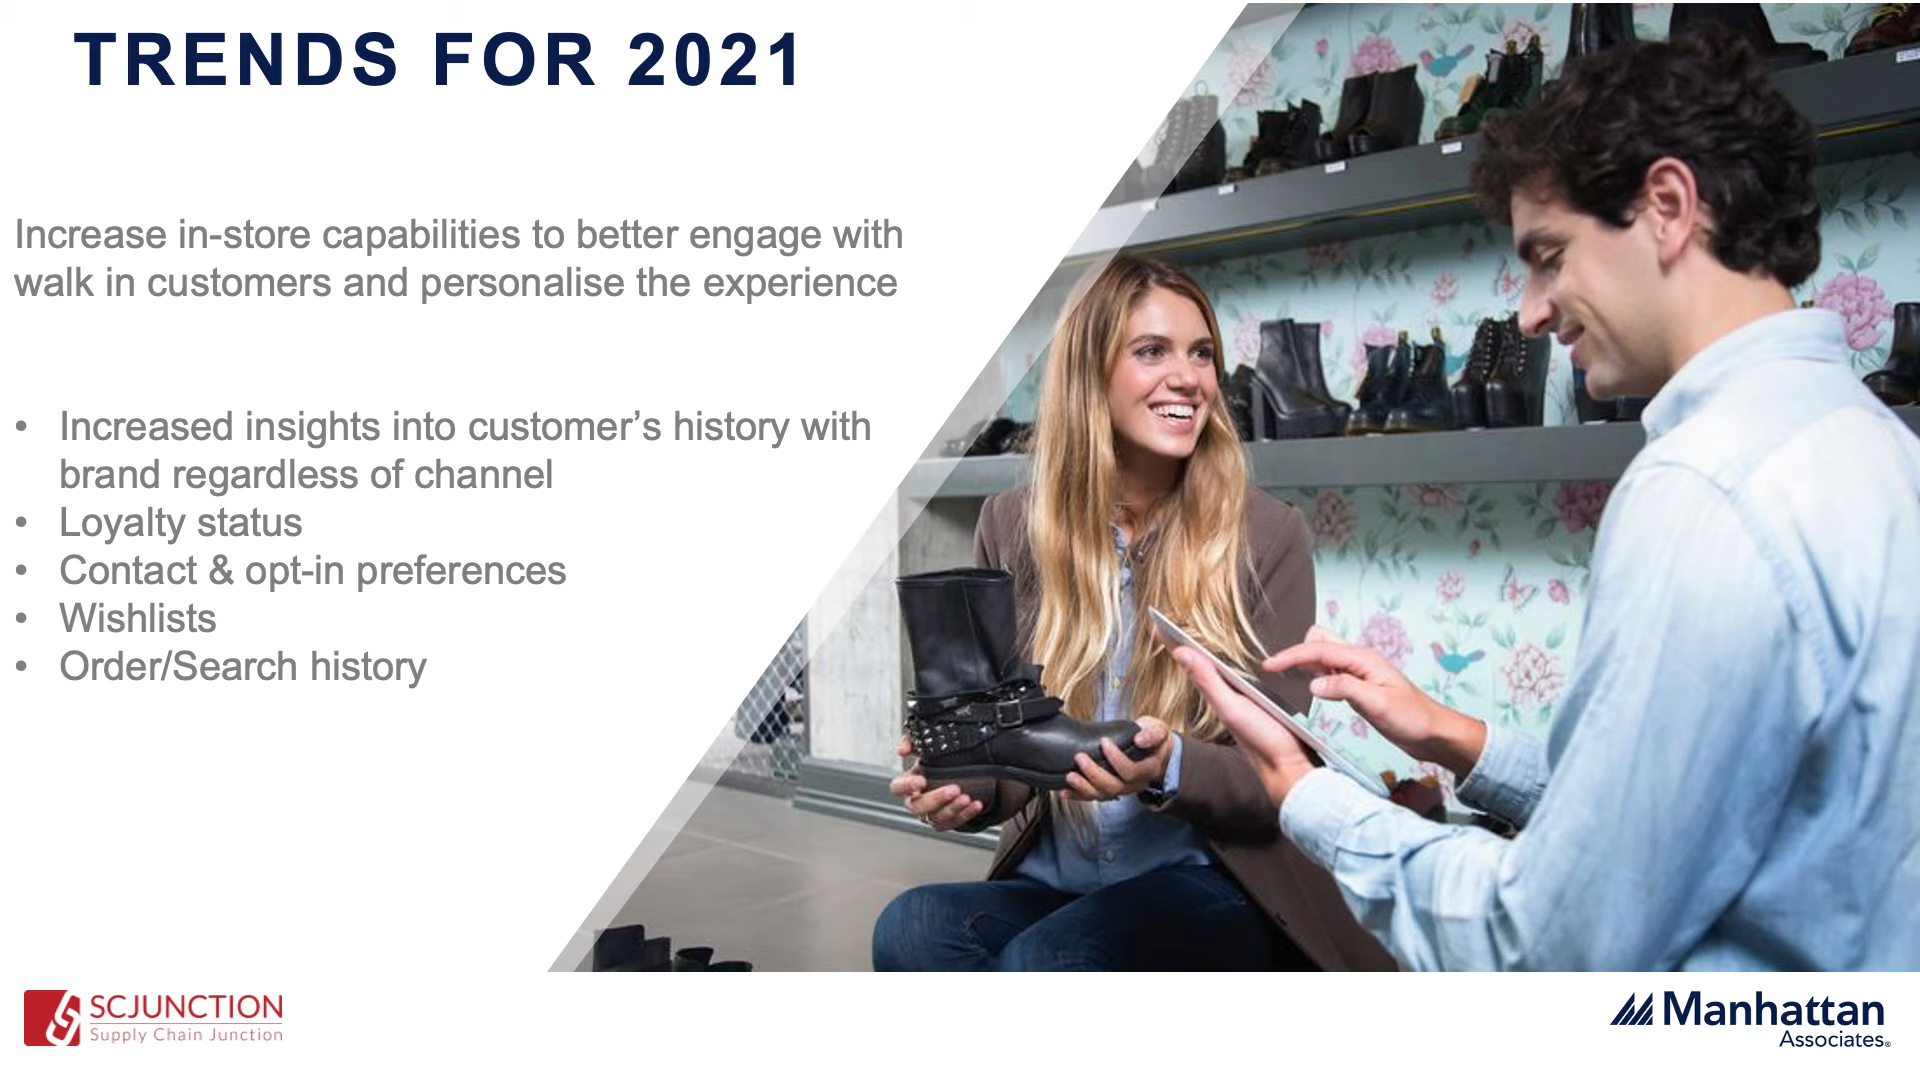 TRENDS FOR 2021
Increase in-store capabilities to better engage with
walk in customers and personalise the experience
• Increased insights into customer’s history with
brand regardless of channel
• Loyalty status
• Contact & opt-in preferences
• Wishlists
• Order/Search history
SCJUNCTION
Supply Chain Junction
Manhattan
Associates®